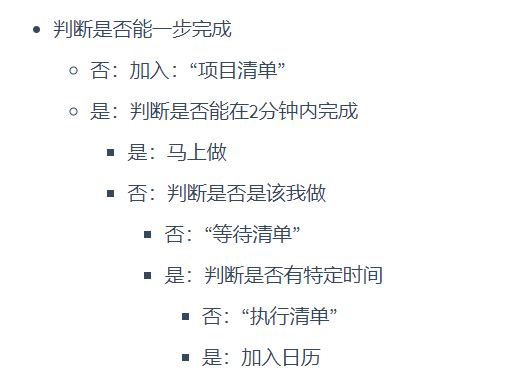 判断是否能一步完成
否：加入：“项目清单”
是：判断是否能在2分钟内完成
是：马上做
否：判断是否是该我做
否：“等待清单”
是：判断是否有特定时间
否：“执行清单”
是：加入日历